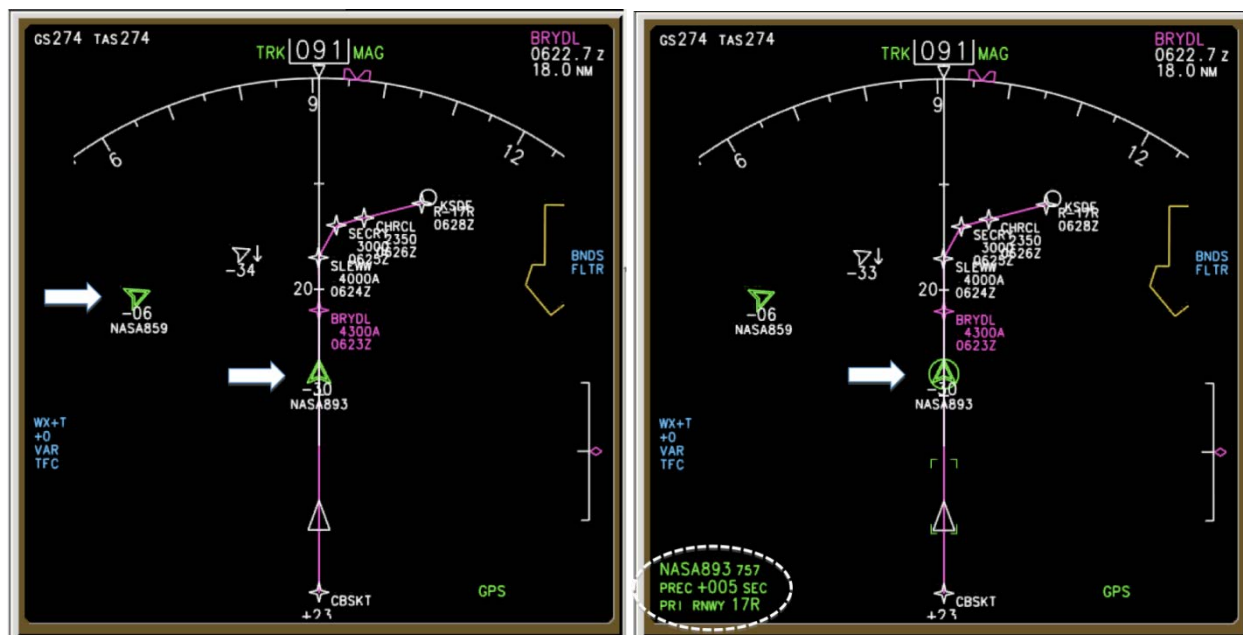 GS274 TAS274
TRK 091 MAG
BRYDL
0622.7 Z
18.0 NM
9
6
12
KSDF
R-17R
0628Z
CHRCL
2350
0626Z
SECRY
3000
0625Z
SLEWW
4000A
0624Z
-34
BNDS
FLTR
20
-06
NASA859
BRYDL
4300A
0623Z
-30
NASA893
WX+T
+0
VAR
TFC
GPS
CBSKT
+23
GS274 TAS274
TRK 091 MAG
BRYDL
0622.7 Z
18.0 NM
9
6
12
KSDF
R-17R
0628Z
CHRCL
2350
0626Z
SECRY
3000
0625Z
SLEWW
4000A
0624Z
-33
BNDS
FLTR
20
-06
NASA859
BRYDL
4300A
0623Z
-30
NASA893
WX+T
+0
VAR
TFC
NASA893 757
PREC +005 SEC
PRI RNWY 17R
GPS
CBSKT
+23